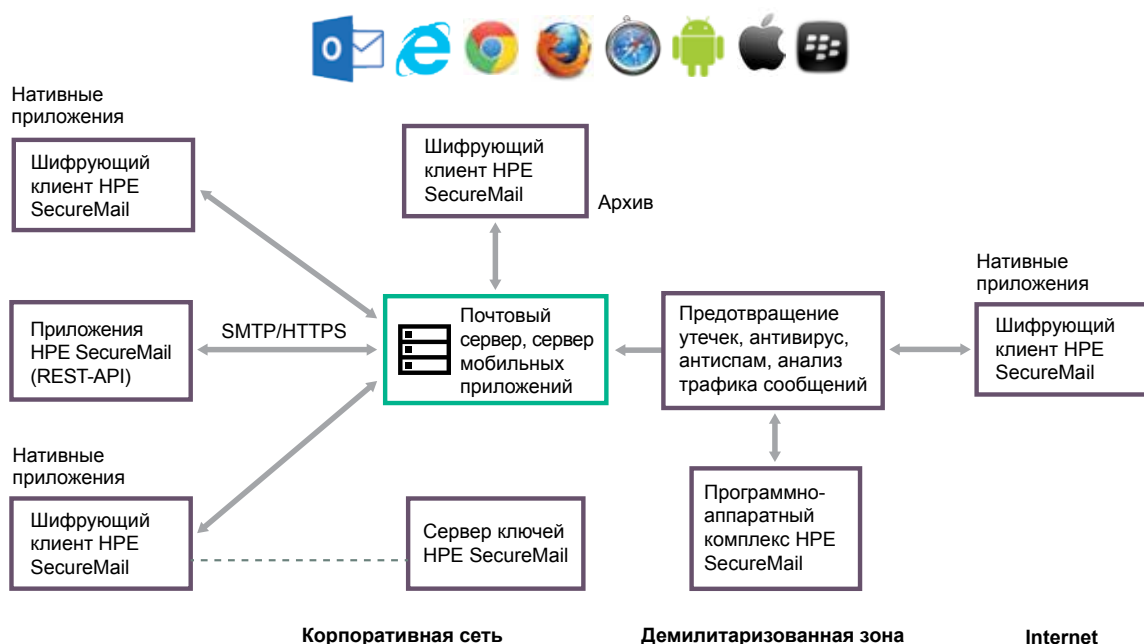 Нативные
приложения
Шифрующий
клиент HPE
SecureMail
Шифрующий
клиент HPE
SecureMail
Архив
Приложения
HPE SecureMail
(REST-API)
SMTP/HTTPS
Почтовый
сервер, сервер
мобильных
приложений
Предотвращение
утечек, антивирус,
антиспам, анализ
трафика сообщений
Нативные
приложения
Шифрующий
клиент HPE
SecureMail
Нативные
приложения
Шифрующий
клиент HPE
SecureMail
Сервер ключей
HPE SecureMail
Программно-
аппаратный
комплекс HPE
SecureMail
Корпоративная сеть
Демилитаризованная зона
Internet